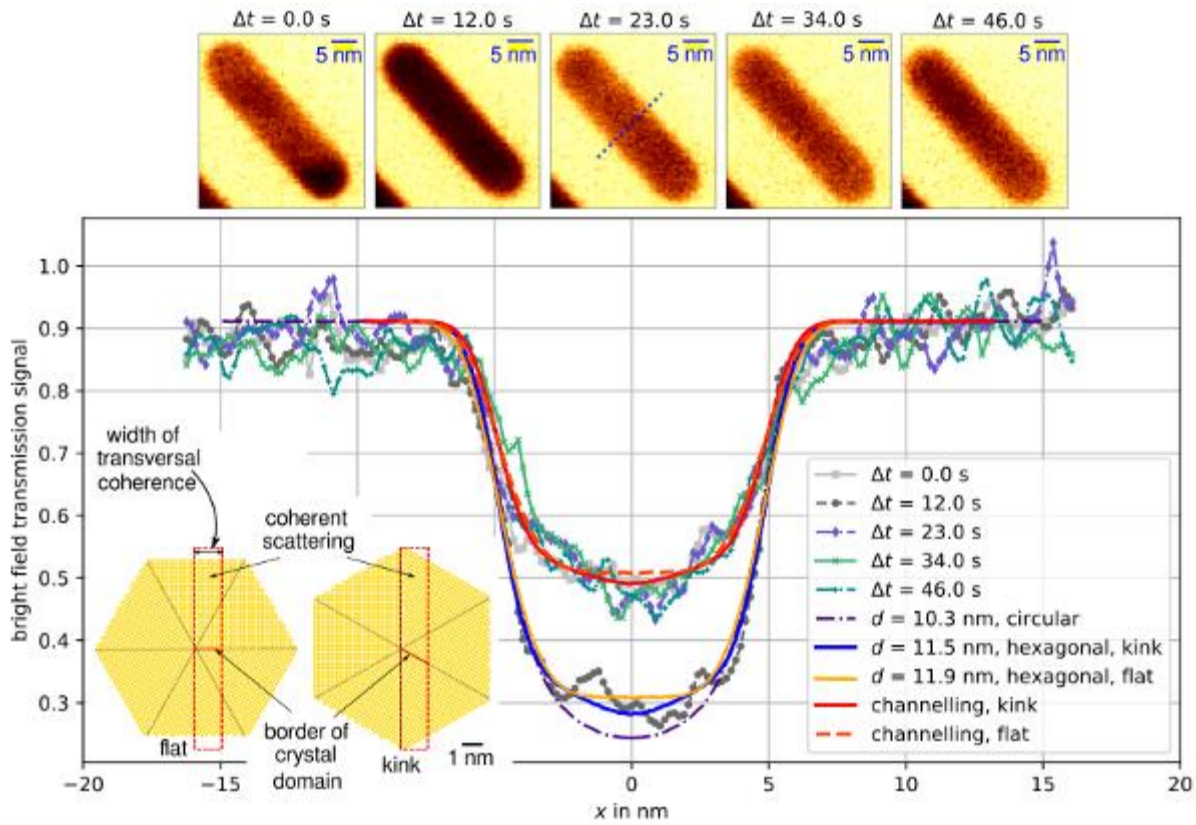 Δt = 0.0 s
Δt = 12.0 s
Δt = 23.0 s
Δt = 34.0 s
Δt = 46.0 s
5 nm
5 nm
5 nm
5 nm
5 nm
bright field transmission signal
1.0
0.9
0.8
0.7
0.6
0.5
0.4
0.3
width of
transversal
coherence
coherent
scattering
flat
border of
crystal
domain
kink
1 nm
Δt = 0.0 s
Δt = 12.0 s
Δt = 23.0 s
Δt = 34.0 s
Δt = 46.0 s
d = 10.3 nm, circular
d = 11.5 nm, hexagonal, kink
d = 11.9 nm, hexagonal, flat
channelling, kink
channelling, flat
−20
−15
0
5
10
15
20
x in nm